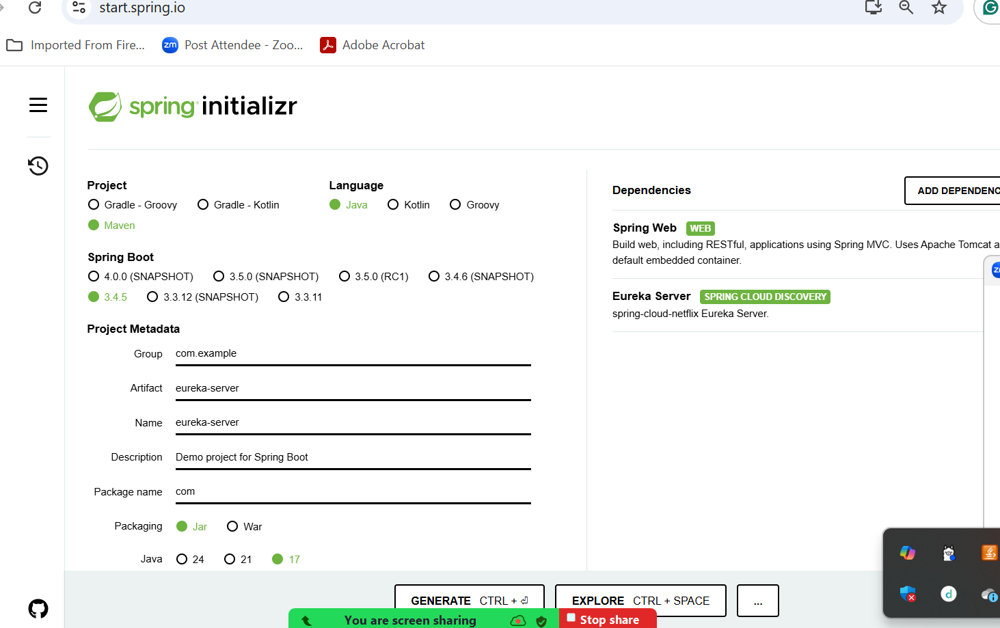 start.spring.io
Imported From Fire...
zm Post Attendee - Zoo...
Adobe Acrobat
spring initializr
Project
Gradle - Groovy Gradle - Kotlin
Maven
Language
Java Kotlin Groovy
Spring Boot
4.0.0 (SNAPSHOT) 3.5.0 (SNAPSHOT) 3.5.0 (RC1) 3.4.6 (SNAPSHOT)
3.4.5 3.3.12 (SNAPSHOT) 3.3.11
Project Metadata
Group com.example
Artifact eureka-server
Name eureka-server
Description Demo project for Spring Boot
Package name com
Packaging Jar War
Java 24 21 17
Dependencies
ADD DEPENDENC
Spring Web WEB
Build web, including RESTful, applications using Spring MVC. Uses Apache Tomcat a
default embedded container.
Eureka Server SPRING CLOUD DISCOVERY
spring-cloud-netflix Eureka Server.
GENERATE CTRL + ⏎ EXPLORE CTRL + SPACE ...
You are screen sharing Stop share